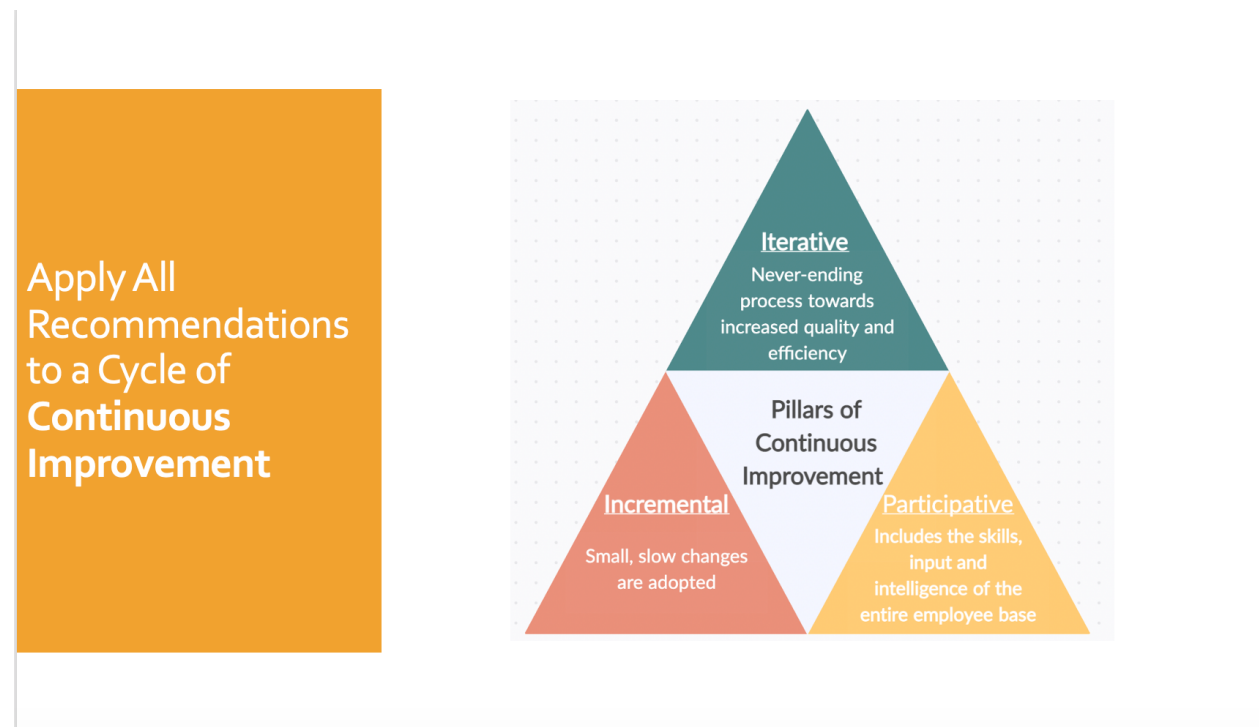 Apply All
Recommendations
to a Cycle of
Continuous
Improvement
Iterative
Never-ending
process towards
increased quality and
efficiency
Pillars of
Continuous
Improvement
Incremental
Small, slow changes
are adopted
Participative
Includes the skills,
input and
intelligence of the
entire employee base